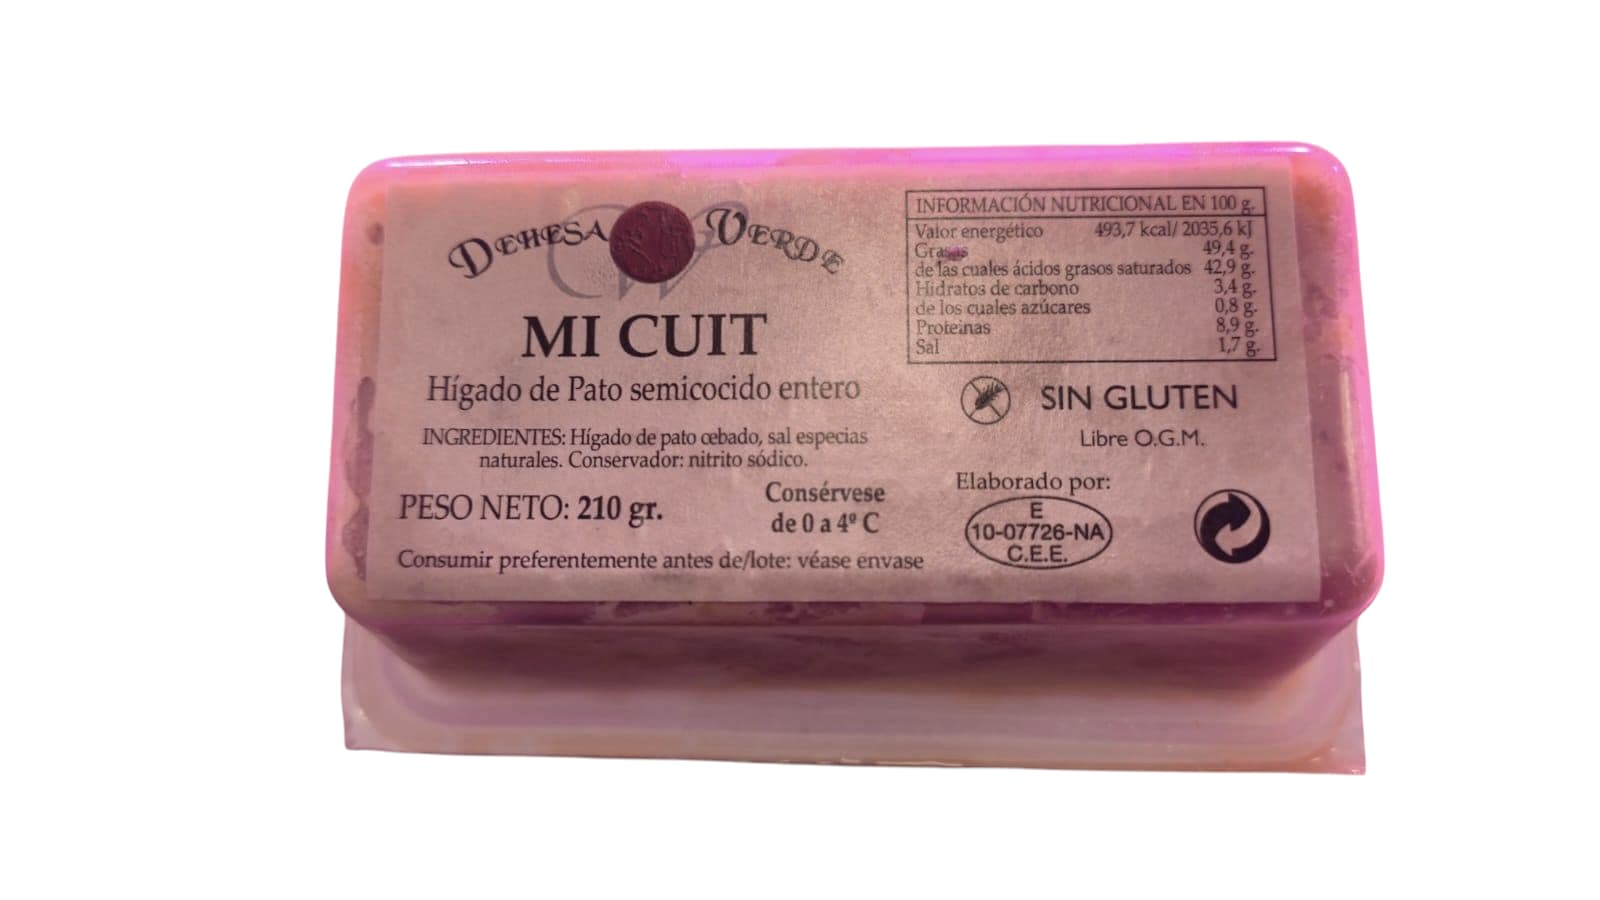 DEHESA VERDE
MI CUIT
Hígado de Pato semicocido entero
INGREDIENTES: Hígado de pato cebado, sal especias
naturales. Conservador: nitrito sódico.
PESO NETO: 210 gr.
Consérvese
de 0 a 4º C
Consumir preferentemente antes de/lote: véase envase
INFORMACIÓN NUTRICIONAL EN 100 g.
Valor energético 493,7 kcal/ 2035,6 kJ
Grasas 49,4 g.
de las cuales ácidos grasos saturados 42,9 g.
Hidratos de carbono 3,4 g.
de los cuales azúcares 0,8 g.
Proteinas 8,9 g.
Sal 1,7 g.
SIN GLUTEN
Libre O.G.M.
Elaborado por:
E
10-07726-NA
C.E.E.